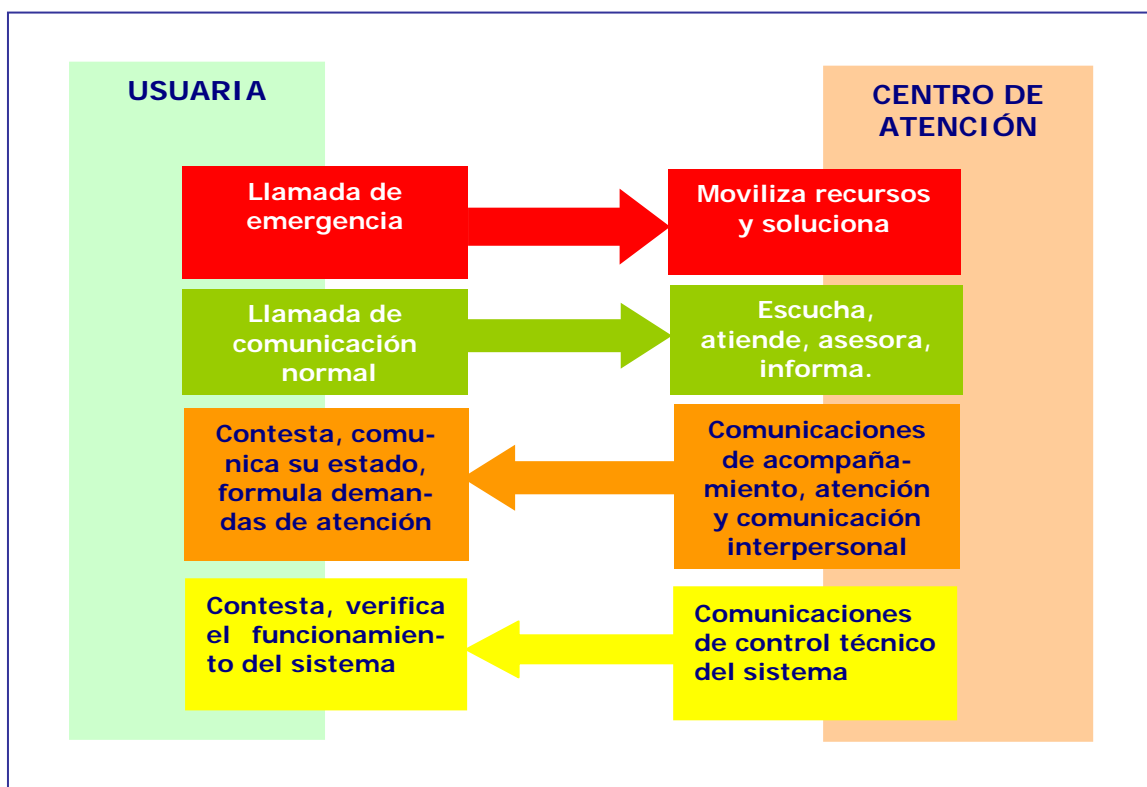 USUARIA
CENTRO DE
ATENCIÓN
Llamada de
emergencia
Moviliza recursos
y soluciona
Llamada de
comunicación
normal
Escucha,
atiende, asesora,
informa.
Contesta, comu-
nica su estado,
formula deman-
das de atención
Comunicaciones
de acompaña-
miento, atención
y comunicación
interpersonal
Contesta, verifica
el funcionamien-
to del sistema
Comunicaciones
de control técnico
del sistema